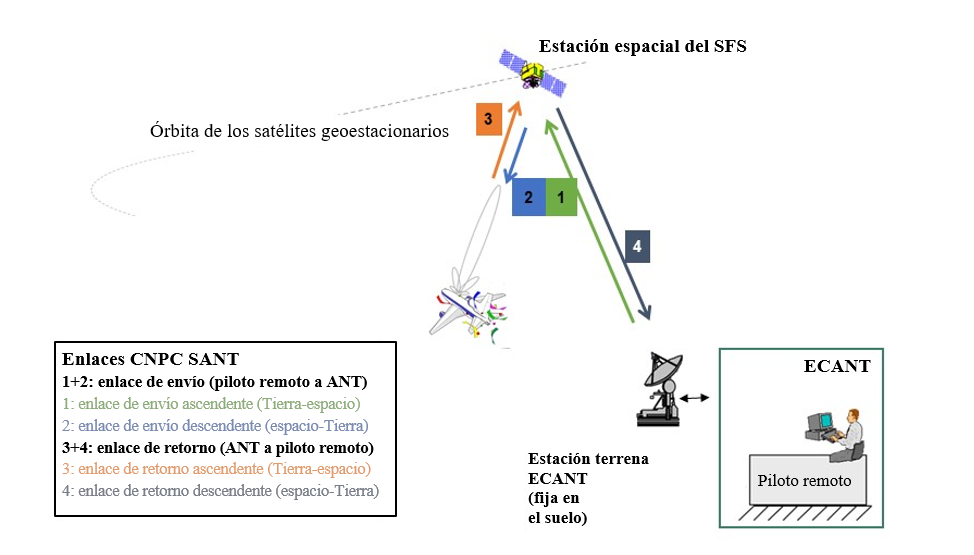 Estación espacial del SFS
Órbita de los satélites geoestacionarios
3
2
1
4
Enlaces CNPC SANT
1+2: enlace de envío (piloto remoto a ANT)
1: enlace de envío ascendente (Tierra-espacio)
2: enlace de envío descendente (espacio-Tierra)
3+4: enlace de retorno (ANT a piloto remoto)
3: enlace de retorno ascendente (Tierra-espacio)
4: enlace de retorno descendente (espacio-Tierra)
Estación terrena
ECANT
(fija en
el suelo)
ECANT
Piloto remoto